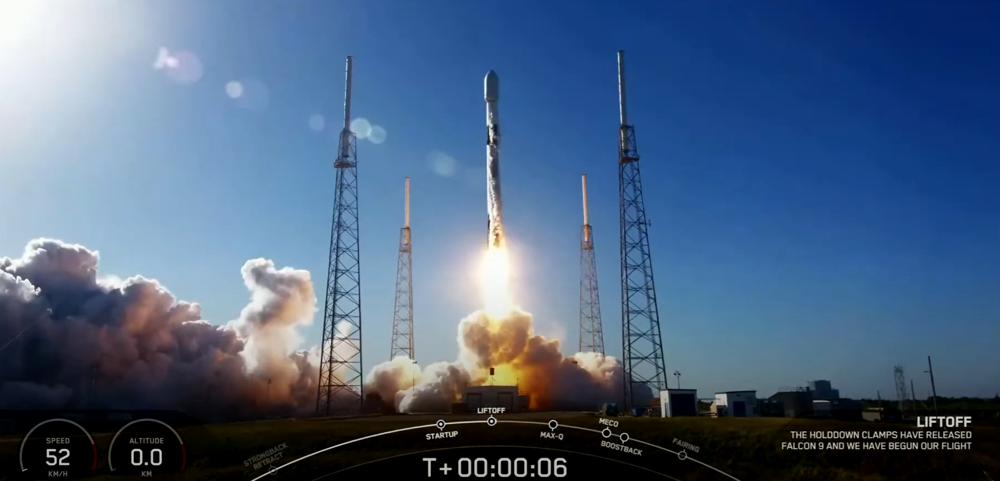 STRONGBACK
RETRACT
STARTUP
LIFTOFF
MAX-Q
MECO
BOOSTBACK
FAIRING
SPEED
52
KM/H
ALTITUDE
0.0
KM
T+00:00:06
LIFTOFF
THE HOLDDOWN CLAMPS HAVE RELEASED
FALCON 9 AND WE HAVE BEGUN OUR FLIGHT